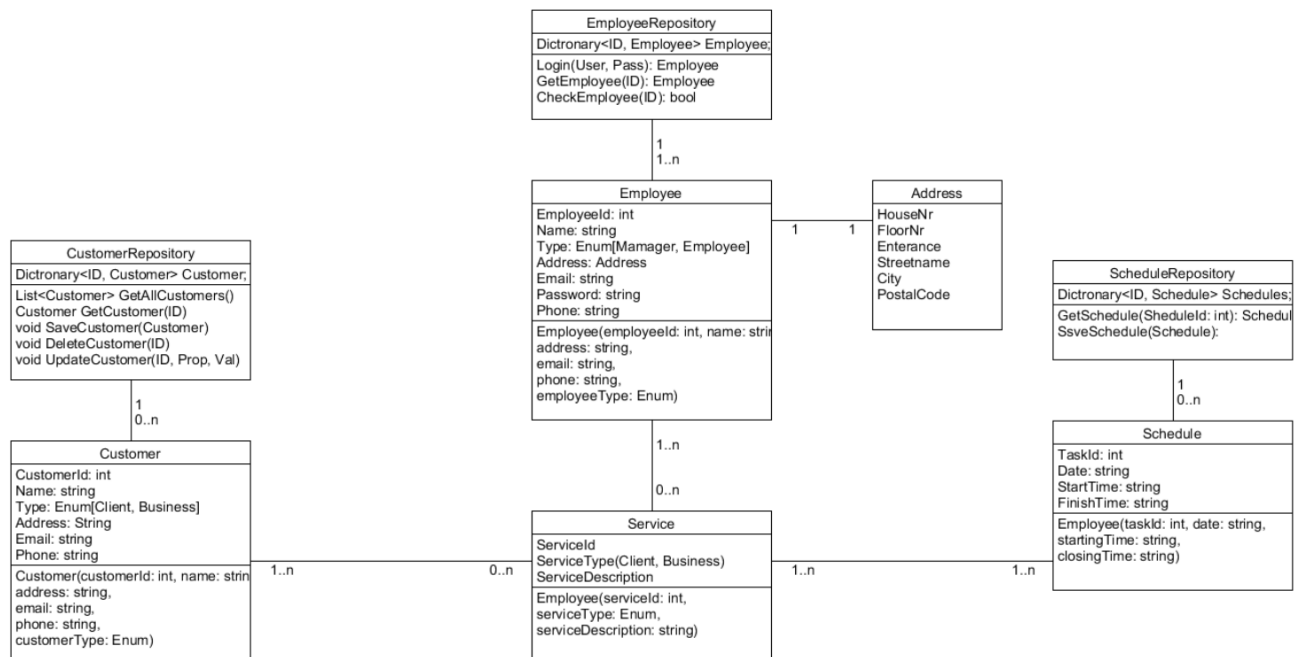 EmployeeRepository
Dictronary<ID, Employee> Employee;
Login(User, Pass): Employee
GetEmployee(ID): Employee
CheckEmployee(ID): bool
1
1..n
Employee
EmployeeId: int
Name: string
Type: Enum[Mamager, Employee]
Address: Address
Email: string
Password: string
Phone: string
Employee(employeeId: int, name: strin
address: string,
email: string,
phone: string,
employeeType: Enum)
1
1
Address
HouseNr
FloorNr
Enterance
Streetname
City
PostalCode
CustomerRepository
Dictronary<ID, Customer> Customer;
List<Customer> GetAllCustomers()
Customer GetCustomer(ID)
void SaveCustomer(Customer)
void DeleteCustomer(ID)
void UpdateCustomer(ID, Prop, Val)
1
0..n
ScheduleRepository
Dictronary<ID, Schedule> Schedules;
GetSchedule(SheduleId: int): Schedul
SsveSchedule(Schedule):
1
0..n
Customer
CustomerId: int
Name: string
Type: Enum[Client, Business]
Address: String
Email: string
Phone: string
Customer(customerId: int, name: strin
address: string,
email: string,
phone: string,
customerType: Enum)
1..n
0..n
1..n
0..n
Service
ServiceId
ServiceType(Client, Business)
ServiceDescription
Employee(serviceId: int,
serviceType: Enum,
serviceDescription: string)
1..n
1..n
Schedule
TaskId: int
Date: string
StartTime: string
FinishTime: string
Employee(taskId: int, date: string,
startingTime: string,
closingTime: string)